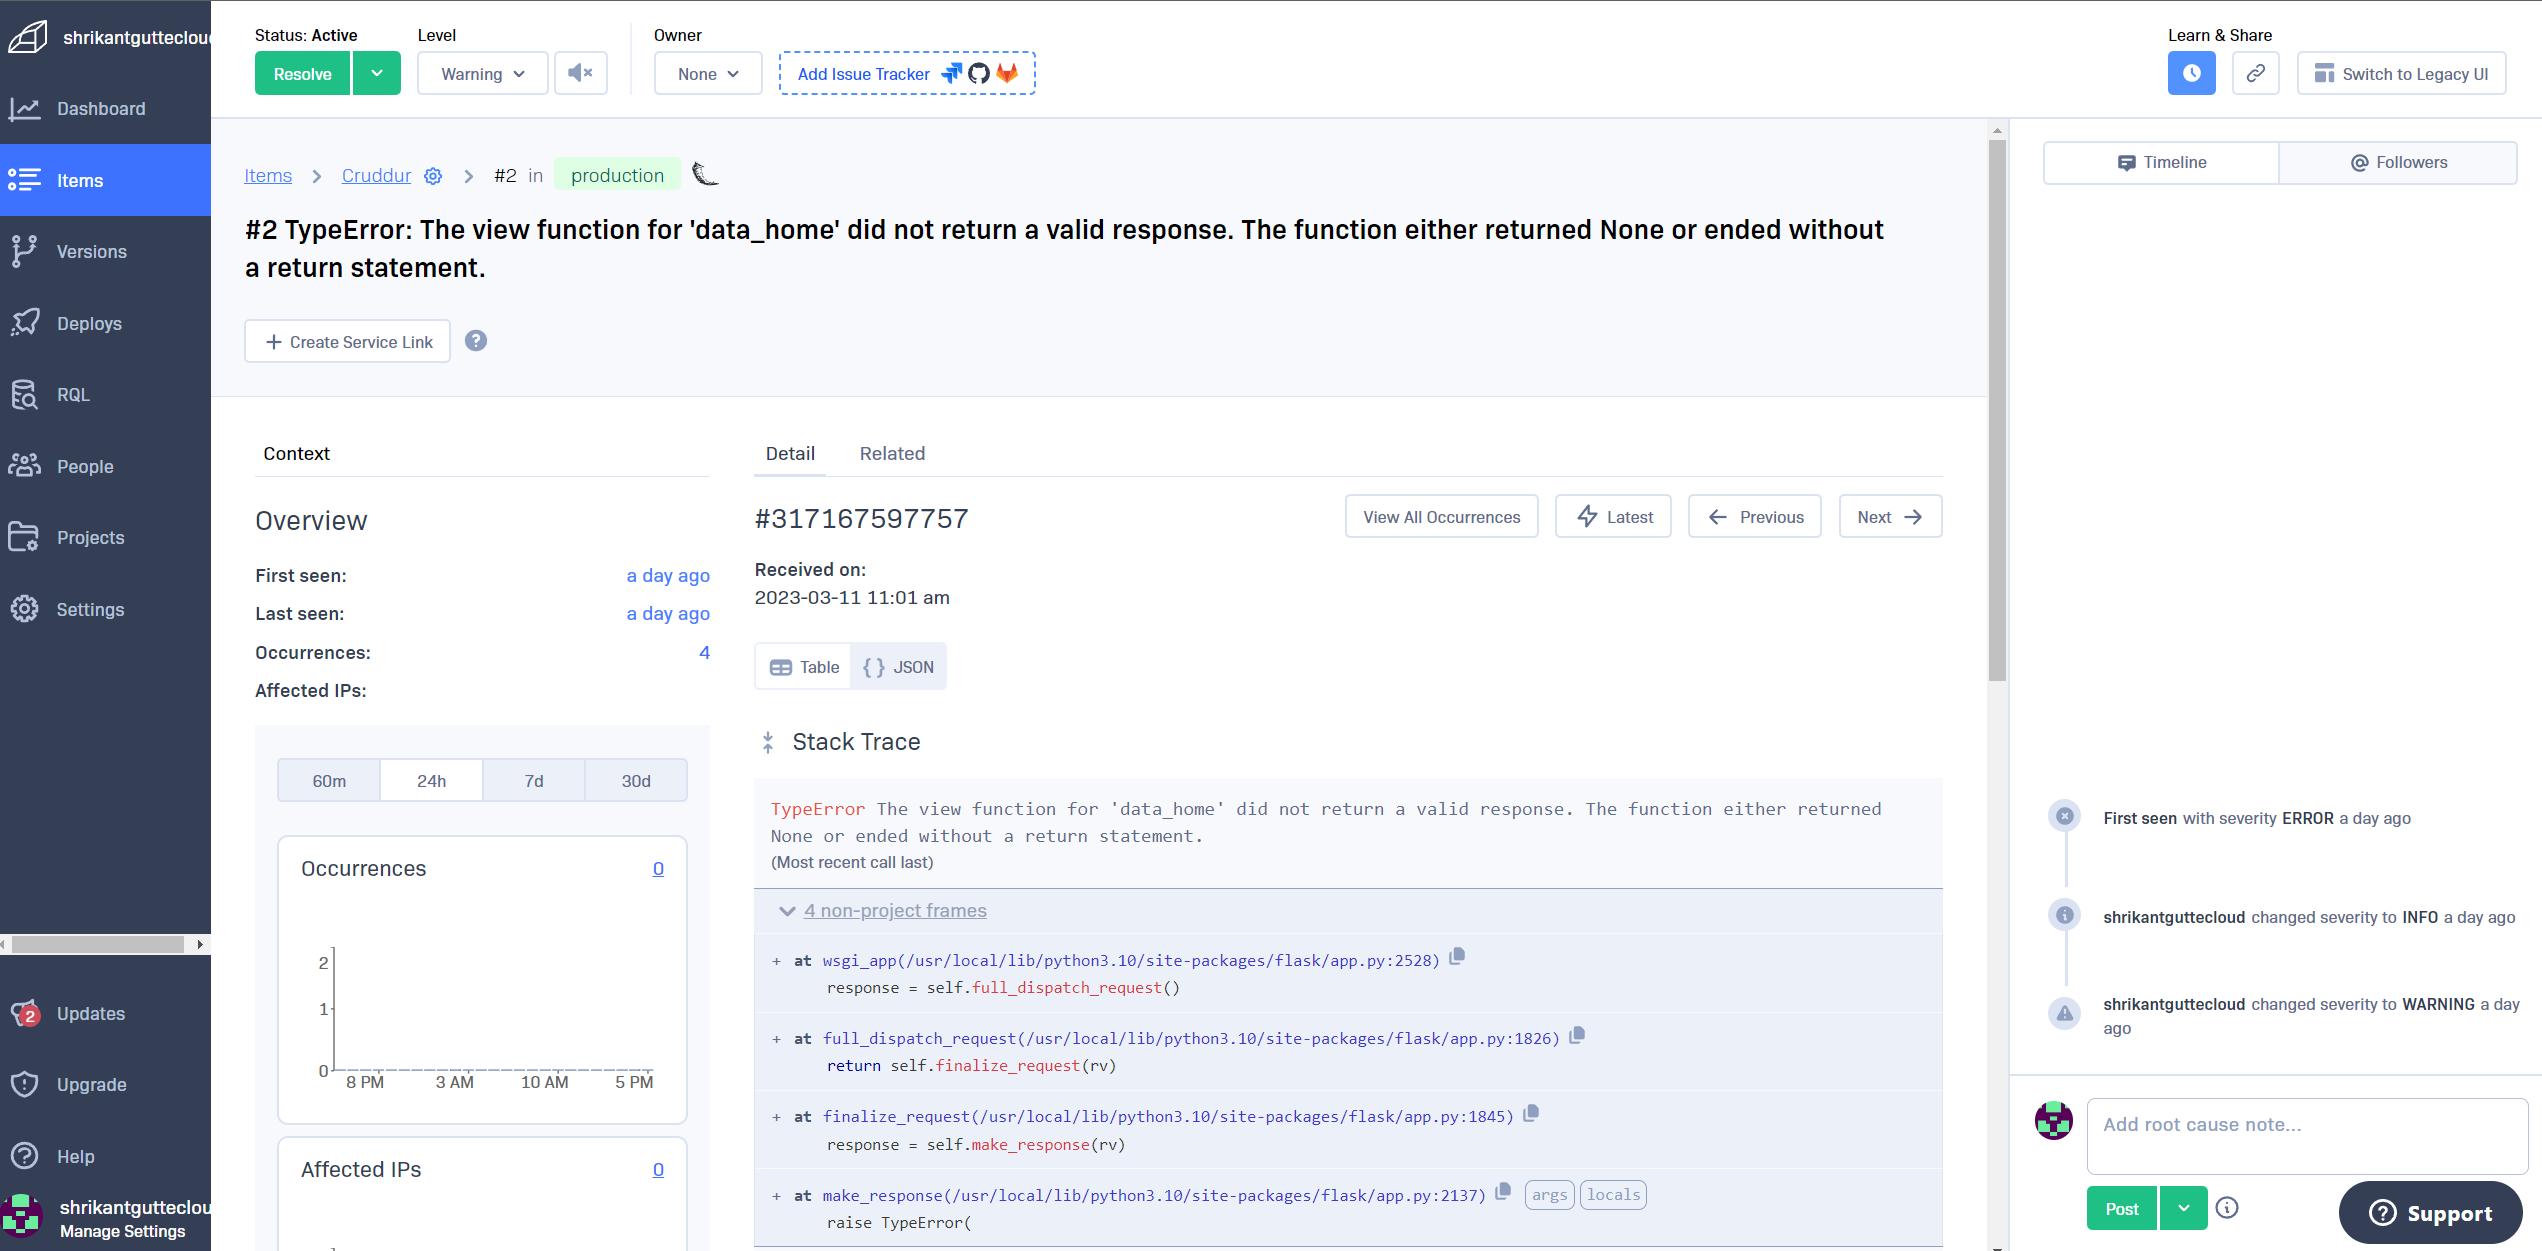 shrikantguttecloud
Dashboard
Items
Versions
Deploys
RQL
People
Projects
Settings
2
Updates
Upgrade
Help
shrikantgutteclou
Manage Settings
Status: Active
Resolve
Level
Warning
Owner
None
Add Issue Tracker
Learn & Share
Switch to Legacy UI
Items > Cruddur > #2 in production
#2 TypeError: The view function for 'data_home' did not return a valid response. The function either returned None or ended without
a return statement.
+ Create Service Link ?
Context
Overview
First seen: a day ago
Last seen: a day ago
Occurrences: 4
Affected IPs:
60m 24h 7d 30d
Occurrences 0
2
1
0
8 PM 3 AM 10 AM 5 PM
Affected IPs 0
Detail Related
#317167597757
View All Occurrences Latest Previous Next
Received on:
2023-03-11 11:01 am
Table { } JSON
Stack Trace
TypeError The view function for 'data_home' did not return a valid response. The function either returned
None or ended without a return statement.
(Most recent call last)
4 non-project frames
+ at wsgi_app(/usr/local/lib/python3.10/site-packages/flask/app.py:2528)
response = self.full_dispatch_request()
+ at full_dispatch_request(/usr/local/lib/python3.10/site-packages/flask/app.py:1826)
return self.finalize_request(rv)
+ at finalize_request(/usr/local/lib/python3.10/site-packages/flask/app.py:1845)
response = self.make_response(rv)
+ at make_response(/usr/local/lib/python3.10/site-packages/flask/app.py:2137) args locals
raise TypeError(
Timeline Followers
First seen with severity ERROR a day ago
shrikantguttecloud changed severity to INFO a day ago
shrikantguttecloud changed severity to WARNING a day
ago
Add root cause note...
Post
? Support